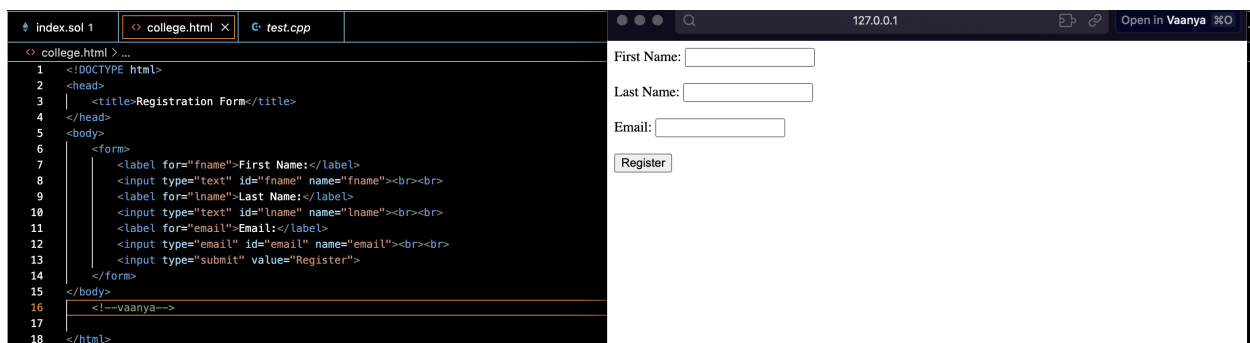 index.sol 1
college.html
test.cpp
college.html > ...
1 <!DOCTYPE html>
2 <head>
3 <title>Registration Form</title>
4 </head>
5 <body>
6 <form>
7 <label for="fname">First Name:</label>
8 <input type="text" id="fname" name="fname"><br><br>
9 <label for="lname">Last Name:</label>
10 <input type="text" id="lname" name="lname"><br><br>
11 <label for="email">Email:</label>
12 <input type="email" id="email" name="email"><br><br>
13 <input type="submit" value="Register">
14 </form>
15 </body>
16 <!--vaanya-->
17
18 </html>
127.0.0.1
Open in Vaanya ⌘O
First Name:
Last Name:
Email:
Register